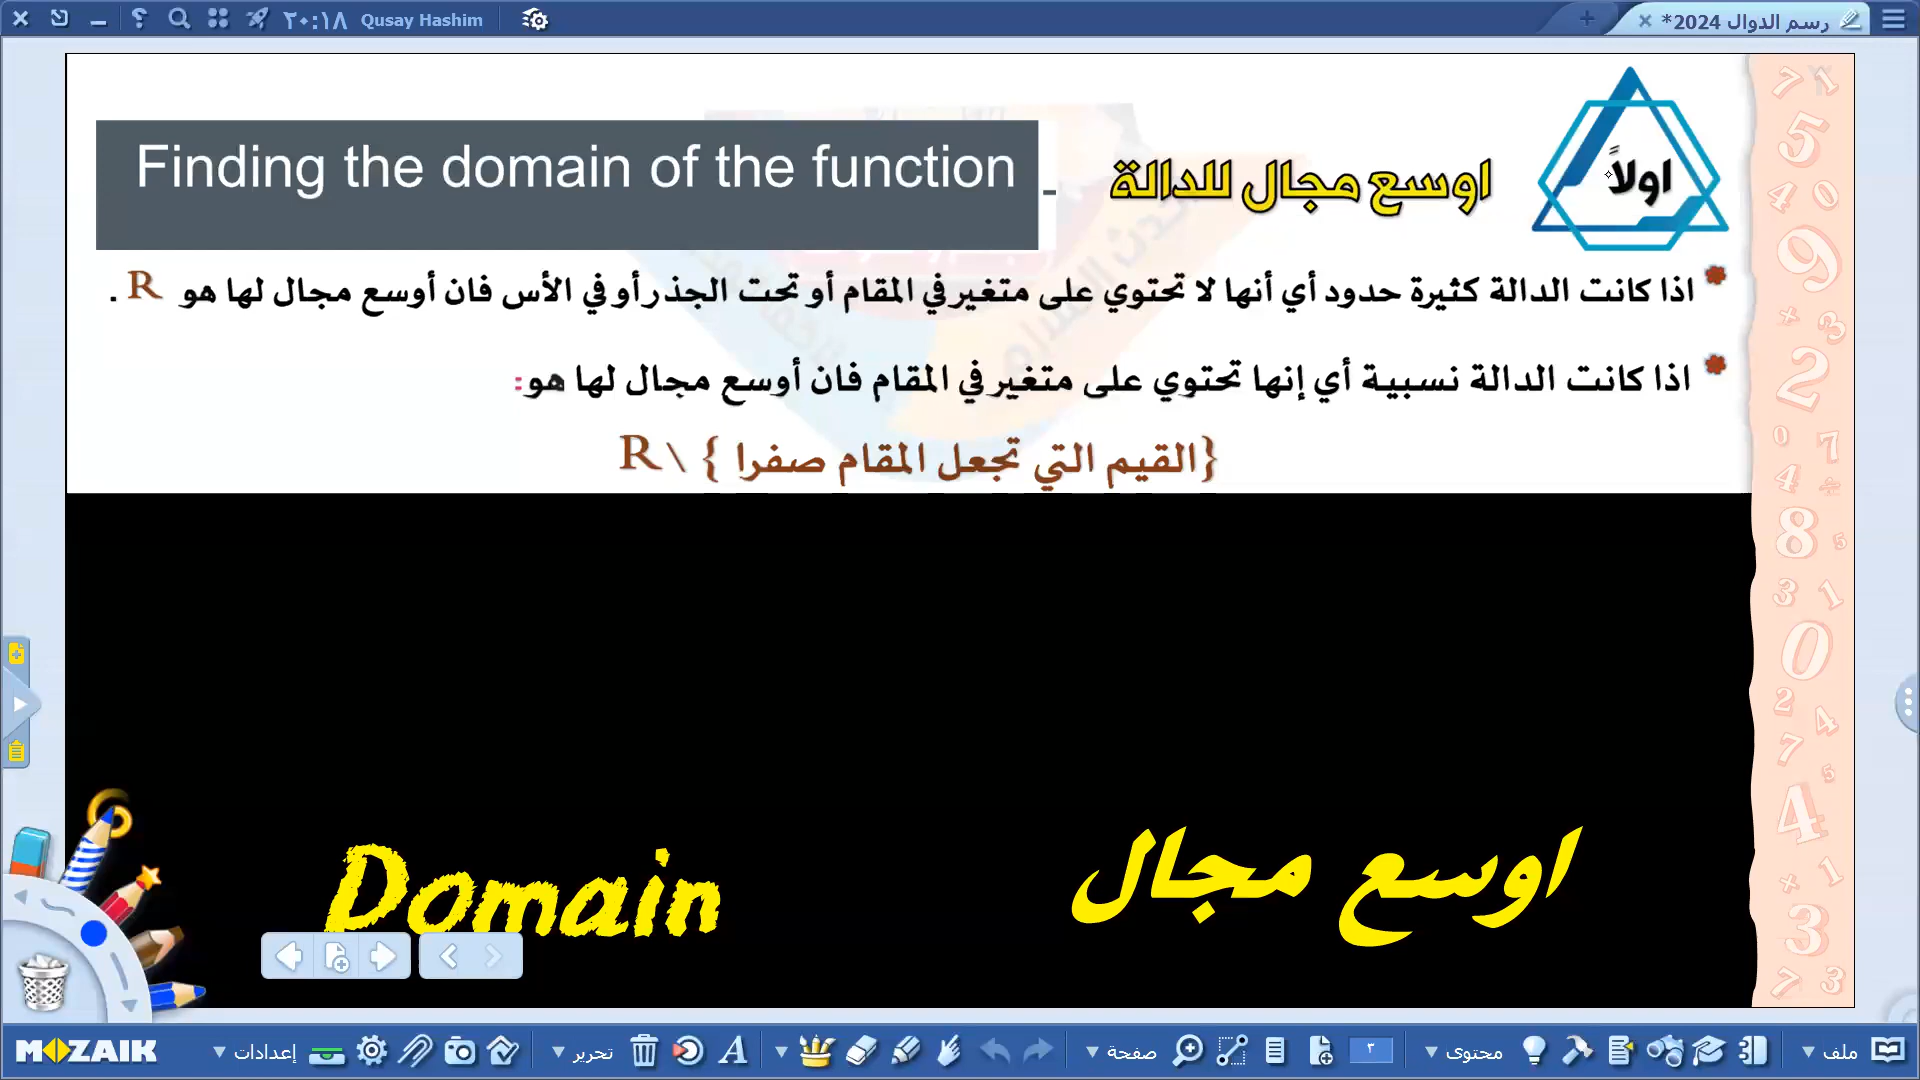 ٢٠:١٨ Qusay Hashim
رسم الدوال 2024*
Finding the domain of the function
- اوسع مجال للدالة
اولاً
اذا كانت الدالة كثيرة حدود أي أنها لا تحتوي على متغير في المقام أو تحت الجذر أو في الأس فان أوسع مجال لها هو R .
اذا كانت الدالة نسبية أي إنها تحتوي على متغير في المقام فان أوسع مجال لها هو:
R \ { القيم التي تجعل المقام صفرا }
اوسع مجال
Domain
MOZAIK
إعدادات
تحرير
صفحة
٣
محتوى
ملف